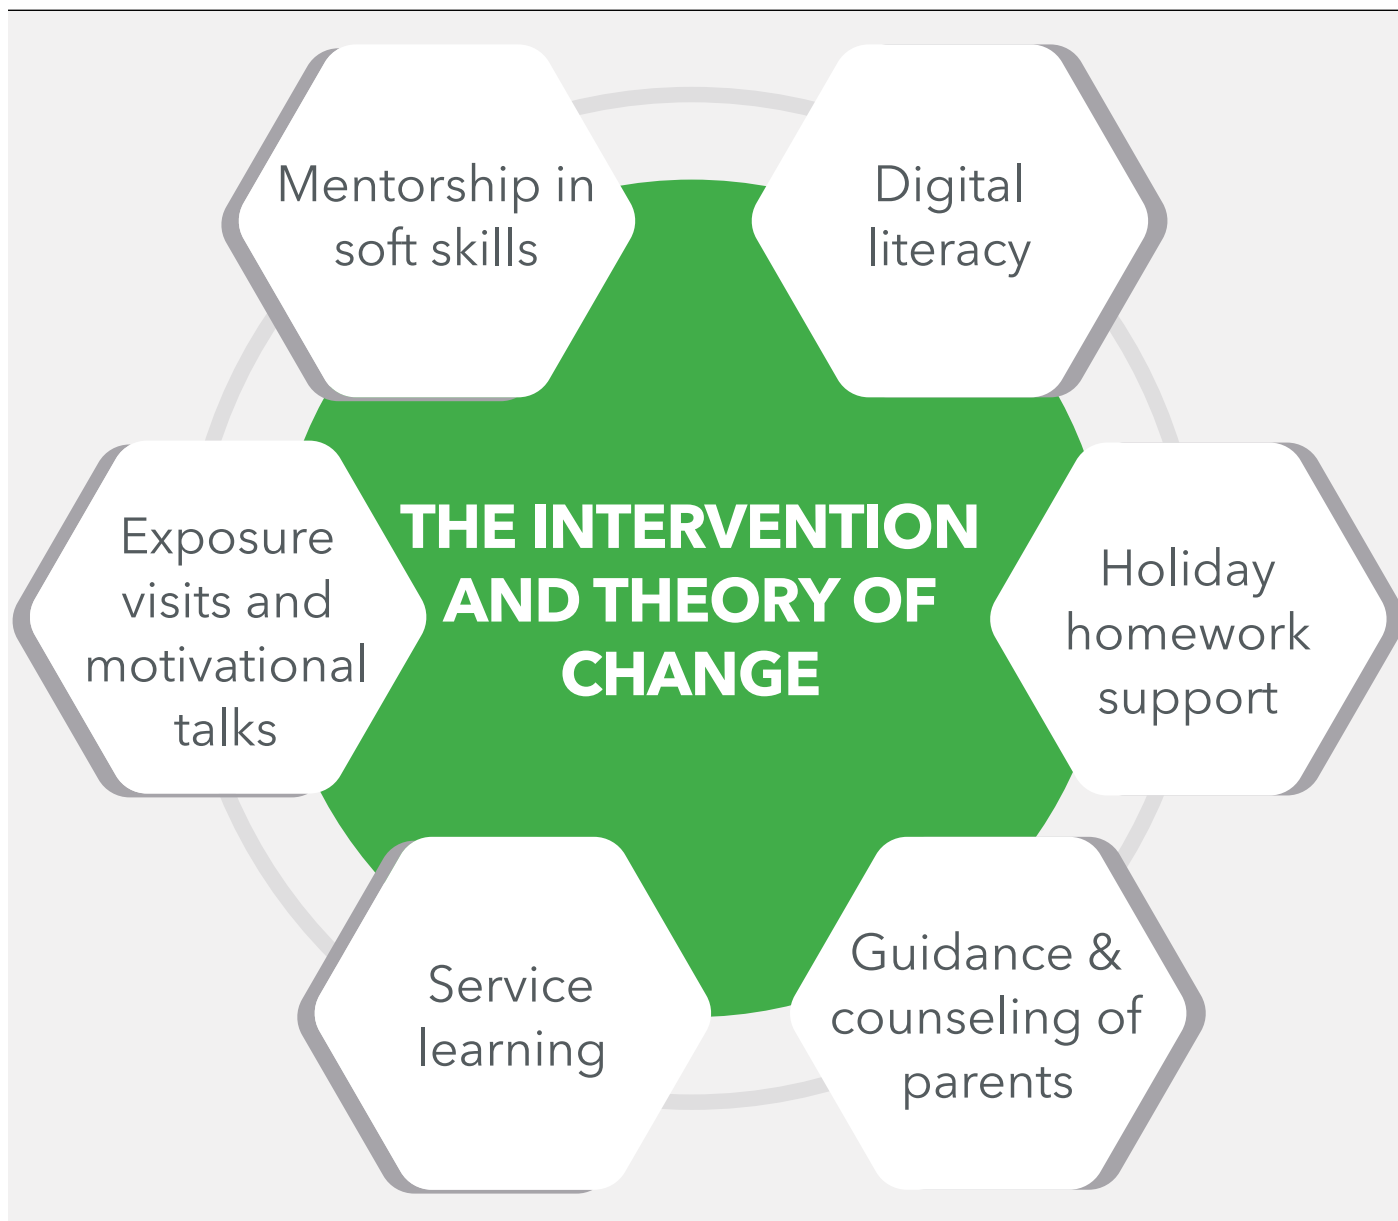 Mentorship in
soft skills
Digital
literacy
Exposure
visits and
motivational
talks
THE INTERVENTION
AND THEORY OF
CHANGE
Holiday
homework
support
Service
learning
Guidance &
counseling of
parents